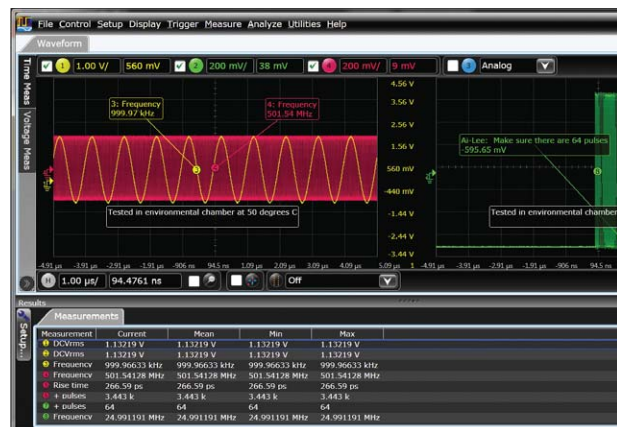 File Control Setup Display Trigger Measure Analyze Utilities Help
Waveform
1 1.00 V/ 560 mV 2 200 mV/ 38 mV 4 200 mV/ 9 mV 3 Analog
Time Meas
Voltage Meas
3: Frequency
999.97 kHz
4: Frequency
501.54 MHz
4.56 V
3.56 V
2.56 V
1.56 V
560 mV
-440 mV
-1.44 V
-2.44 V
-3.44 V
3
Tested in environmental chamber at 50 degrees C
Ai-Lee: Make sure there are 64 pulses
-595.65 mV
8
Tested in environmental chamber
-4.91 µs -3.91 µs -2.91 µs -1.91 µs -906 ns 94.5 ns 1.09 µs 2.09 µs 3.09 µs 4.09 µs 5.09 µs 1 -4.91 µs -3.91 µs -2.91 µs -1.91 µs -906 ns 94.5 ns
H 1.00 µs/ 94.4761 ns Off
Results
Measurements
Setup...
Measurement Current Mean Min Max
DCVrms 1.13219 V 1.13219 V 1.13219 V 1.13219 V
DCVrms 1.13219 V 1.13219 V 1.13219 V 1.13219 V
Frequency 999.96633 kHz 999.96633 kHz 999.96633 kHz 999.96633 kHz
Frequency 501.54128 MHz 501.54128 MHz 501.54128 MHz 501.54128 MHz
Rise time 266.59 ps 266.59 ps 266.59 ps 266.59 ps
+ pulses 3.443 k 3.443 k 3.443 k 3.443 k
+ pulses 64 64 64 64
Frequency 24.991191 MHz 24.991191 MHz 24.991191 MHz 24.991191 MHz